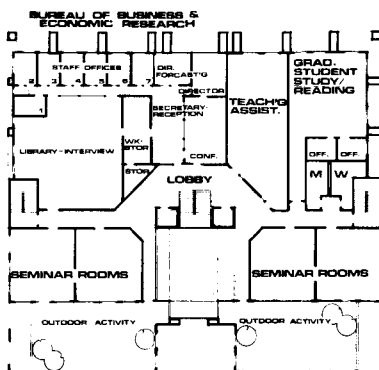 BUREAU OF BUSINESS &
ECONOMIC RESEARCH
STAFF OFFICES
2 3 4 5 6 7
DIR.
FORCAST'G
DIRECTOR
GRAD.
STUDENT
STUDY/
READING
1
SECRETARY-
RECEPTION
TEACH'G
ASSIST.
LIBRARY-INTERVIEW
WK-
STOR
STOR
CONF.
OFF. OFF.
M W
LOBBY
SEMINAR ROOMS
SEMINAR ROOMS
OUTDOOR ACTIVITY
OUTDOOR ACTIVITY